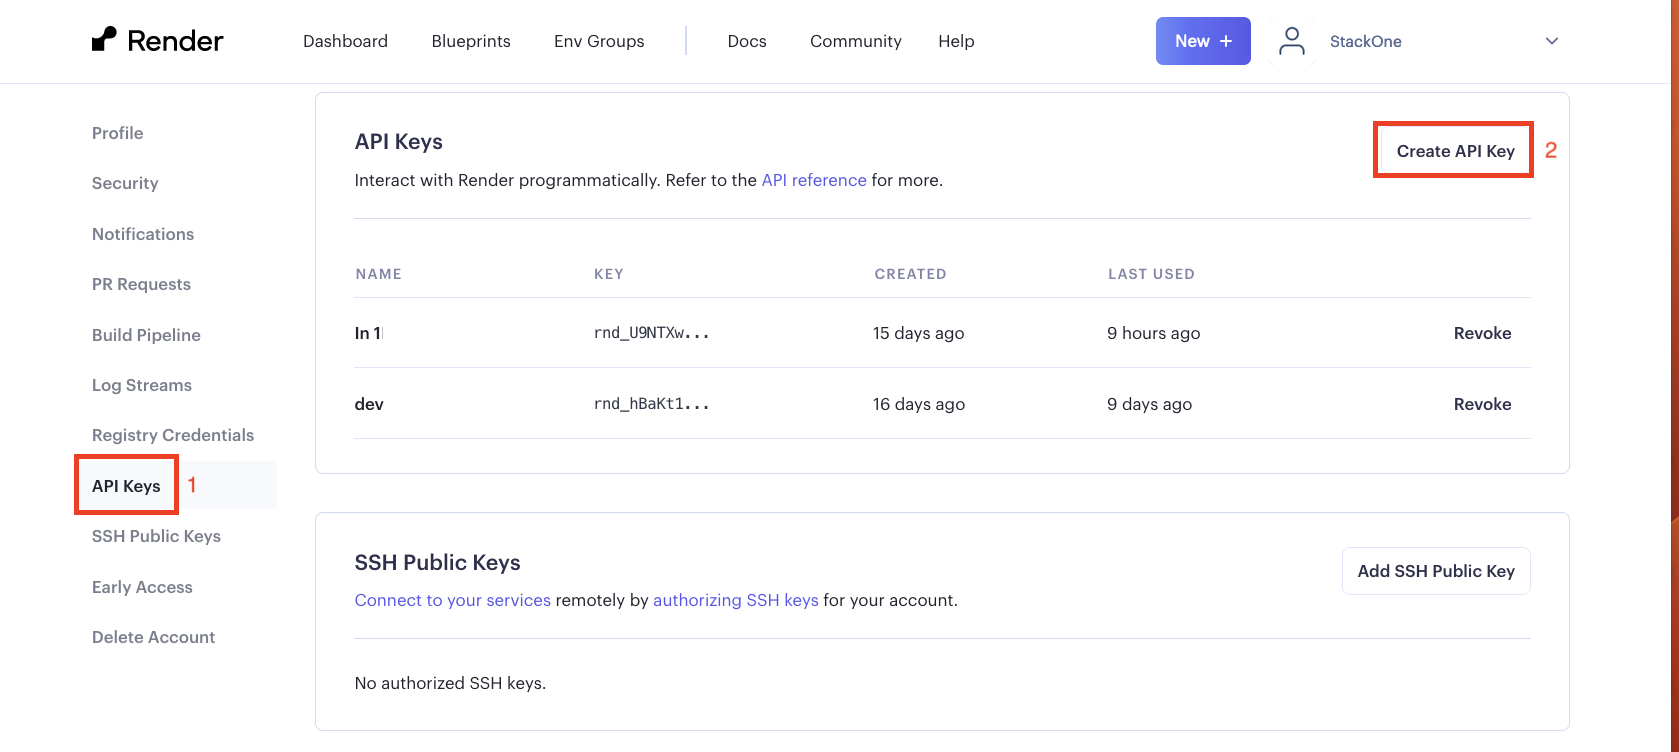 Render Dashboard Blueprints Env Groups Docs Community Help New + StackOne
Profile
Security
Notifications
PR Requests
Build Pipeline
Log Streams
Registry Credentials
API Keys 1
SSH Public Keys
Early Access
Delete Account
API Keys
Create API Key 2
Interact with Render programmatically. Refer to the API reference for more.
NAME KEY CREATED LAST USED
In 1 rnd_U9NTXw... 15 days ago 9 hours ago Revoke
dev rnd_hBaKt1... 16 days ago 9 days ago Revoke
SSH Public Keys
Add SSH Public Key
Connect to your services remotely by authorizing SSH keys for your account.
No authorized SSH keys.